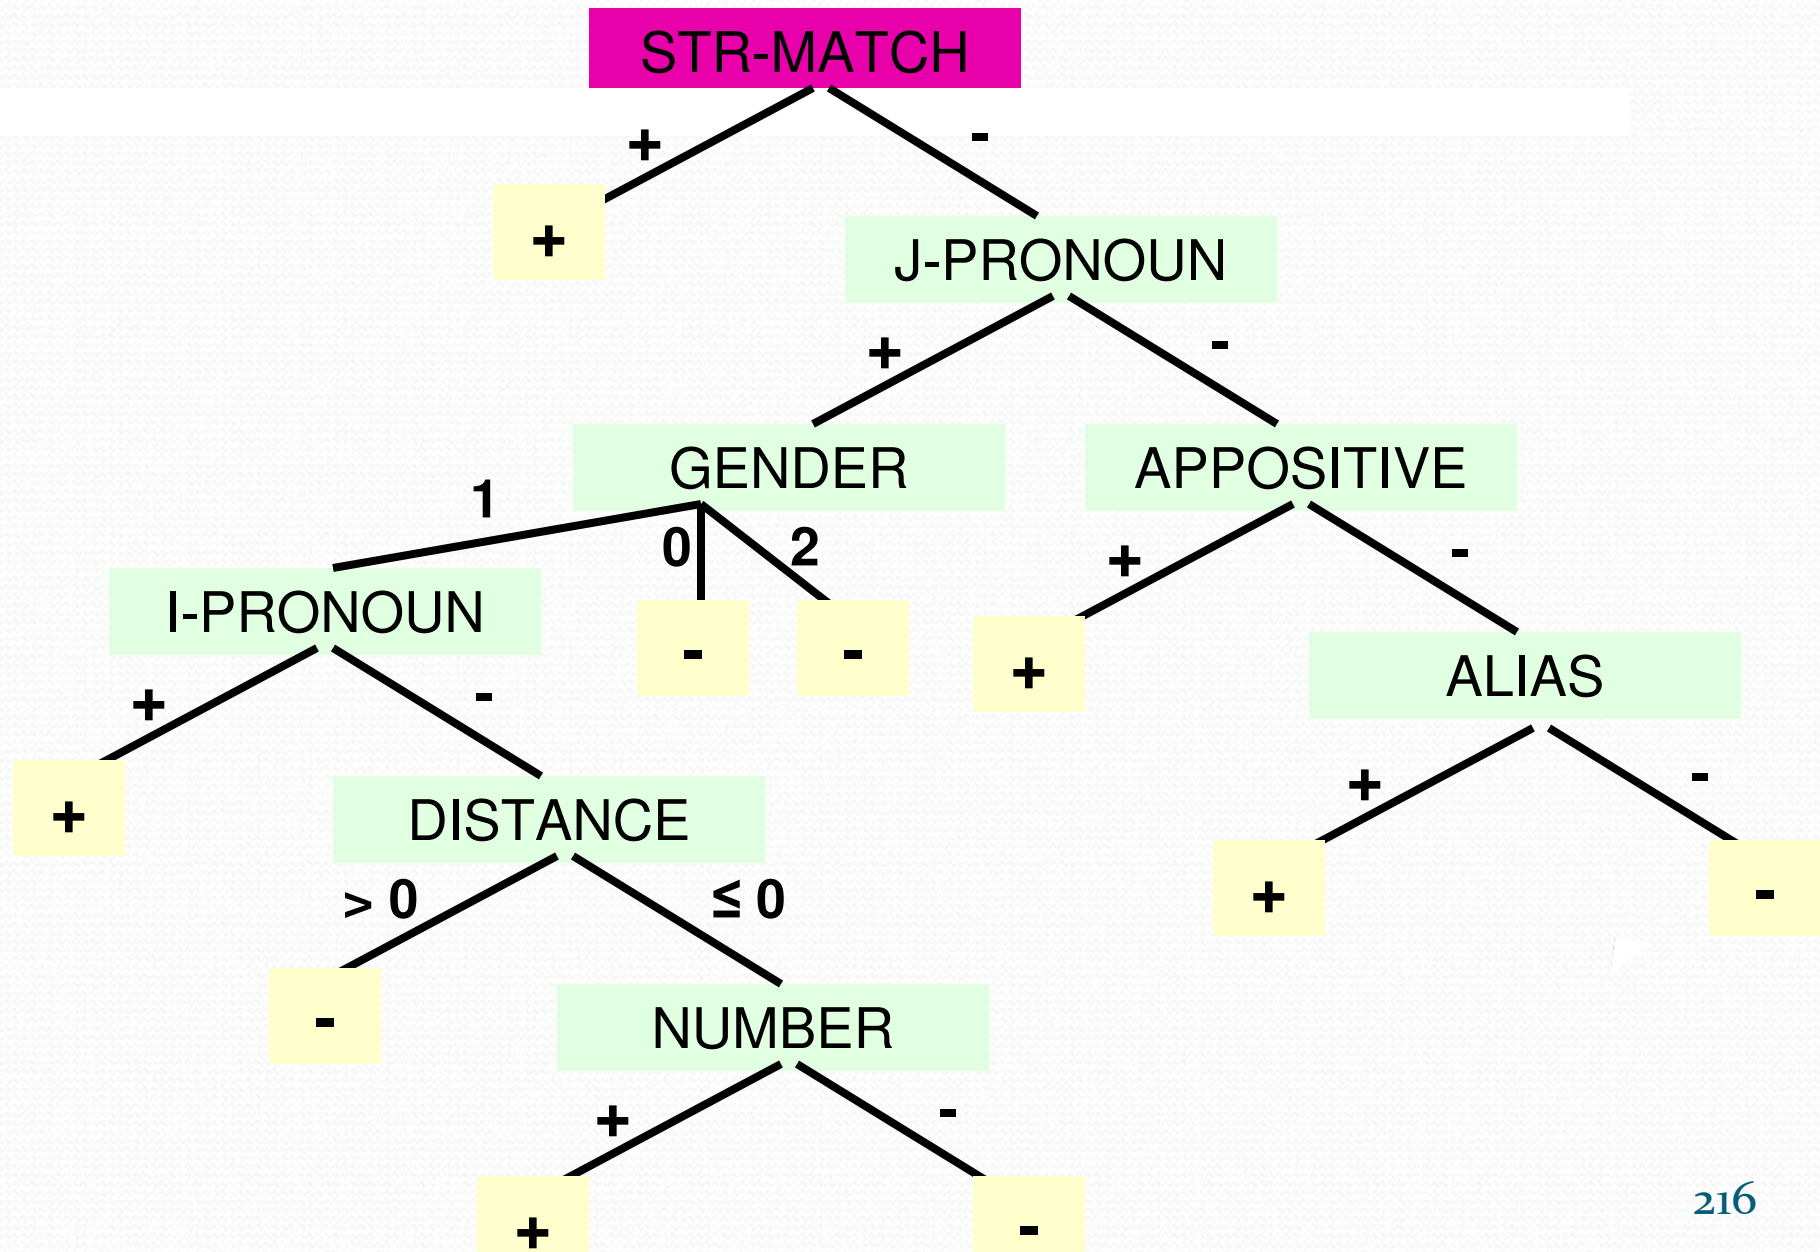 STR-MATCH
+ -
+
J-PRONOUN
+ -
GENDER APPOSITIVE
1 0 2 + -
I-PRONOUN - - + ALIAS
+ - + -
+ DISTANCE + -
> 0 ≤ 0
- NUMBER
+ -
+ -
216